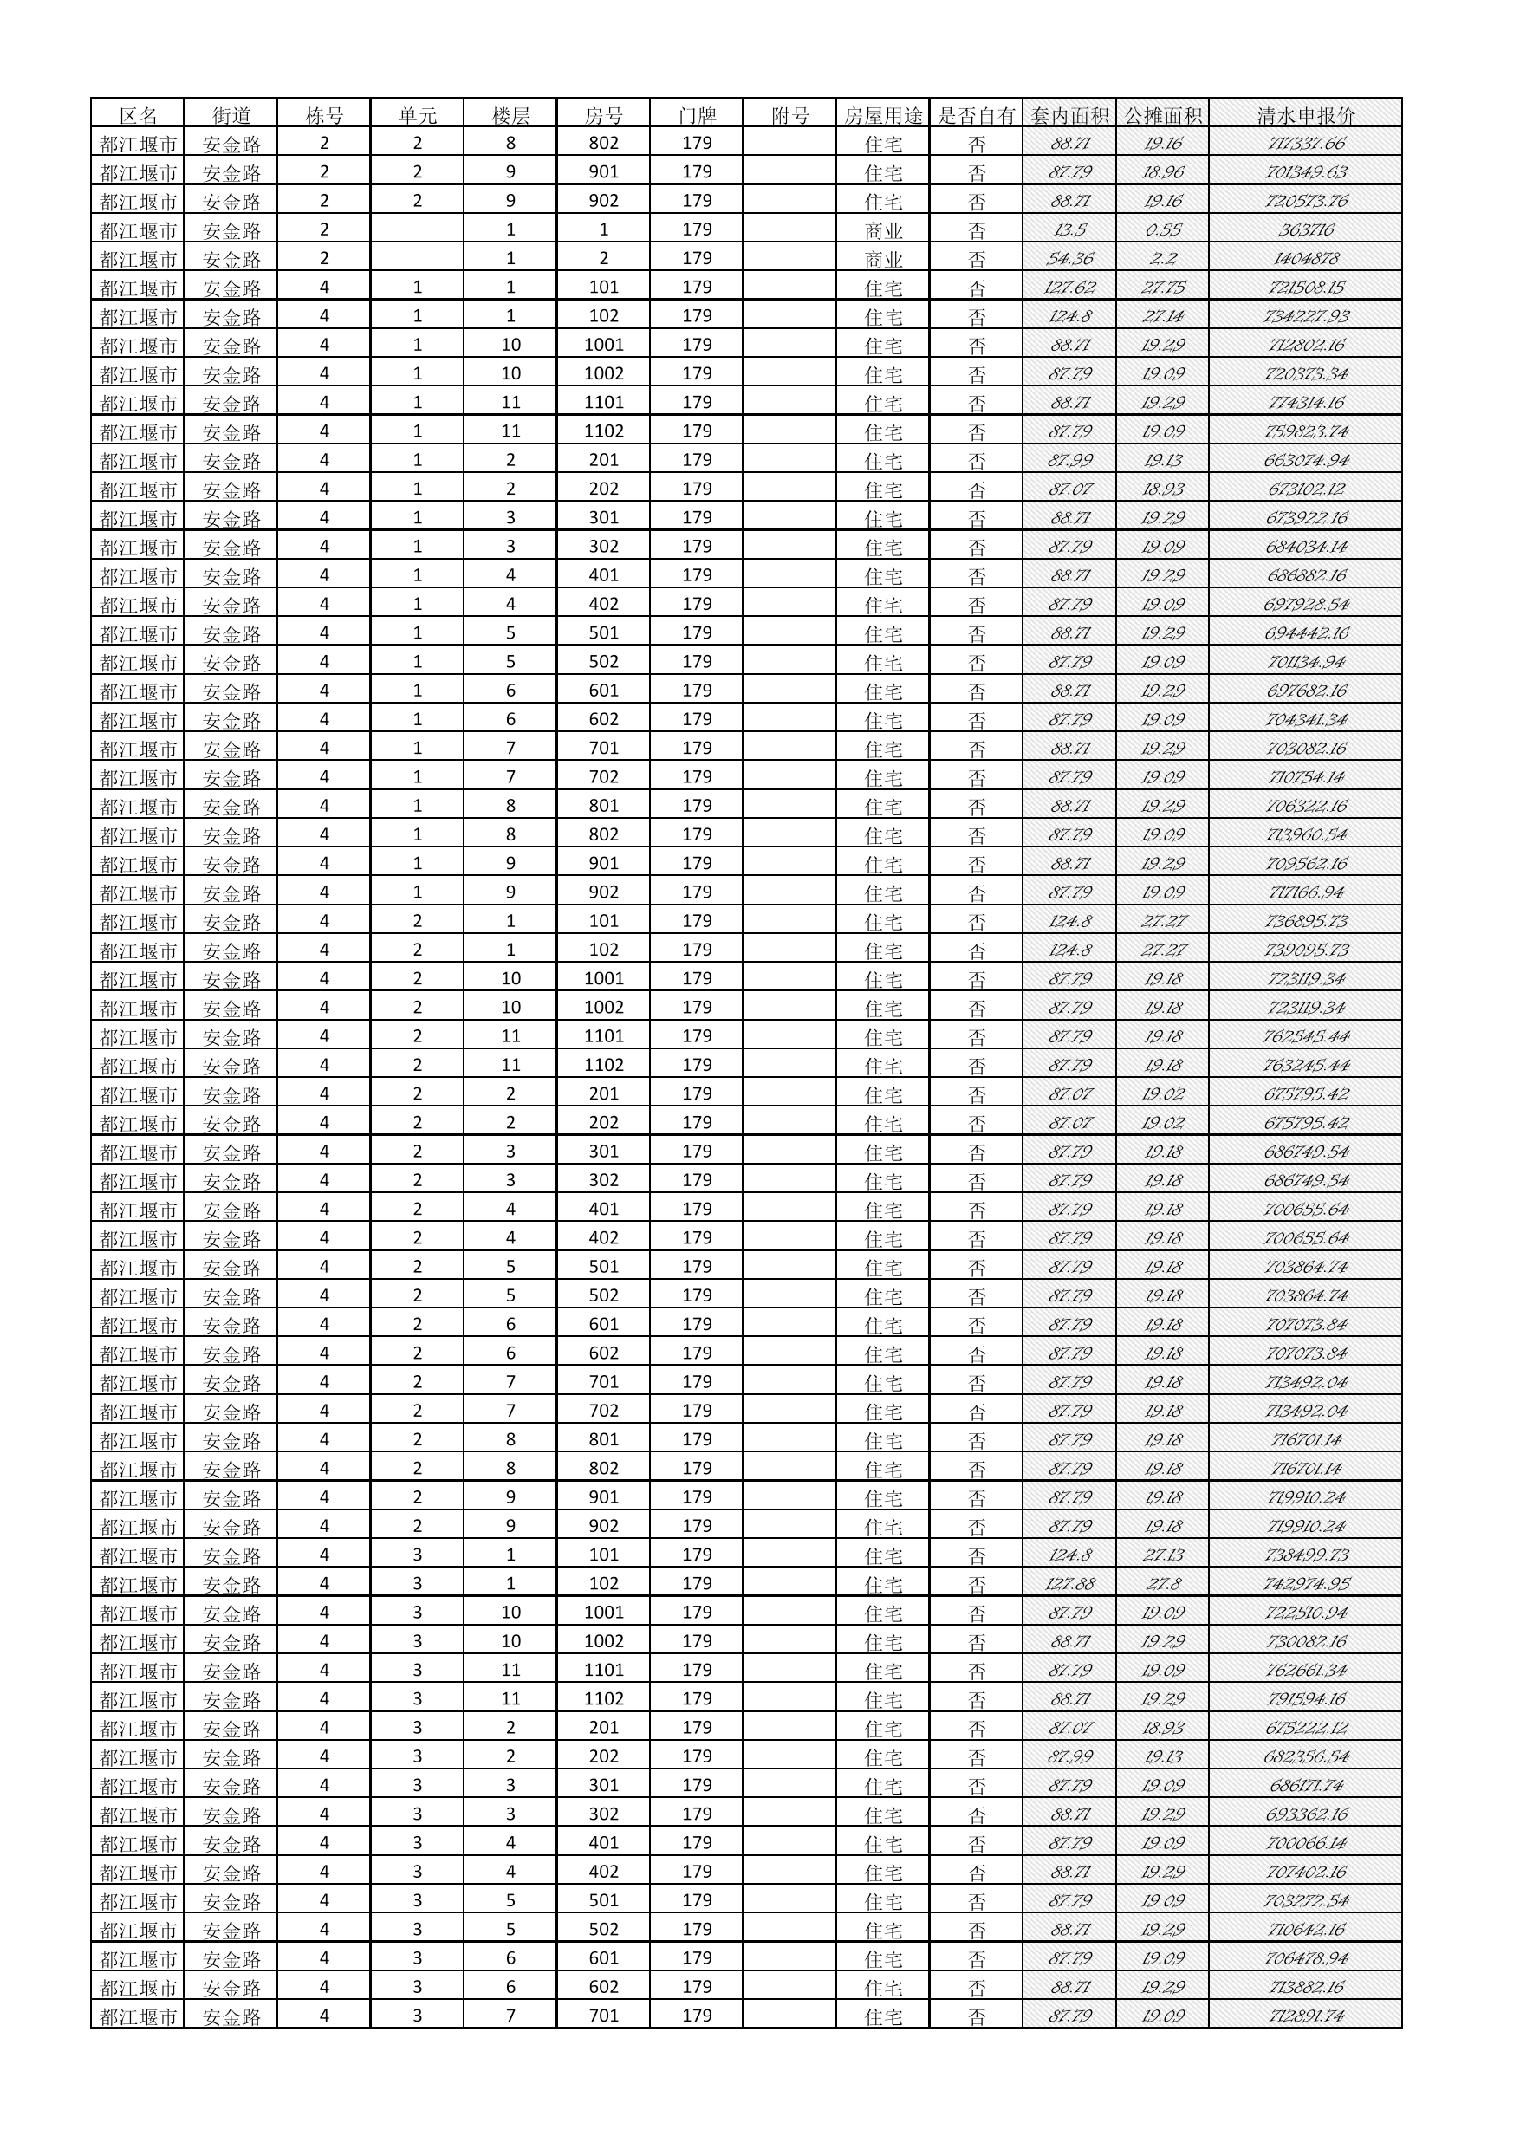 区名 街道 栋号 单元 楼层 房号 门牌 附号 房屋用途 是否自有 套内面积 公摊面积 清水申报价
都江堰市 安金路 2 2 8 802 179 住宅 否 88.71 19.16 717337.66
都江堰市 安金路 2 2 9 901 179 住宅 否 87.79 18.96 701349.63
都江堰市 安金路 2 2 9 902 179 住宅 否 88.71 19.16 720573.76
都江堰市 安金路 2 1 1 179 商业 否 13.5 0.55 363716
都江堰市 安金路 2 1 2 179 商业 否 54.36 2.2 1404878
都江堰市 安金路 4 1 1 101 179 住宅 否 127.62 27.75 721508.15
都江堰市 安金路 4 1 1 102 179 住宅 否 124.8 27.14 734227.93
都江堰市 安金路 4 1 10 1001 179 住宅 否 88.71 19.29 712802.16
都江堰市 安金路 4 1 10 1002 179 住宅 否 87.79 19.09 720373.34
都江堰市 安金路 4 1 11 1101 179 住宅 否 88.71 19.29 774314.16
都江堰市 安金路 4 1 11 1102 179 住宅 否 87.79 19.09 759823.74
都江堰市 安金路 4 1 2 201 179 住宅 否 87.99 19.13 663074.94
都江堰市 安金路 4 1 2 202 179 住宅 否 87.07 18.93 673102.12
都江堰市 安金路 4 1 3 301 179 住宅 否 88.71 19.29 673922.16
都江堰市 安金路 4 1 3 302 179 住宅 否 87.79 19.09 684034.14
都江堰市 安金路 4 1 4 401 179 住宅 否 88.71 19.29 686882.16
都江堰市 安金路 4 1 4 402 179 住宅 否 87.79 19.09 697928.54
都江堰市 安金路 4 1 5 501 179 住宅 否 88.71 19.29 694442.16
都江堰市 安金路 4 1 5 502 179 住宅 否 87.79 19.09 701134.94
都江堰市 安金路 4 1 6 601 179 住宅 否 88.71 19.29 697682.16
都江堰市 安金路 4 1 6 602 179 住宅 否 87.79 19.09 704341.34
都江堰市 安金路 4 1 7 701 179 住宅 否 88.71 19.29 703082.16
都江堰市 安金路 4 1 7 702 179 住宅 否 87.79 19.09 710754.14
都江堰市 安金路 4 1 8 801 179 住宅 否 88.71 19.29 706322.16
都江堰市 安金路 4 1 8 802 179 住宅 否 87.79 19.09 713960.54
都江堰市 安金路 4 1 9 901 179 住宅 否 88.71 19.29 709562.16
都江堰市 安金路 4 1 9 902 179 住宅 否 87.79 19.09 717166.94
都江堰市 安金路 4 2 1 101 179 住宅 否 124.8 27.27 736895.73
都江堰市 安金路 4 2 1 102 179 住宅 否 124.8 27.27 739095.73
都江堰市 安金路 4 2 10 1001 179 住宅 否 87.79 19.18 723119.34
都江堰市 安金路 4 2 10 1002 179 住宅 否 87.79 19.18 723119.34
都江堰市 安金路 4 2 11 1101 179 住宅 否 87.79 19.18 762545.44
都江堰市 安金路 4 2 11 1102 179 住宅 否 87.79 19.18 763245.44
都江堰市 安金路 4 2 2 201 179 住宅 否 87.07 19.02 675795.42
都江堰市 安金路 4 2 2 202 179 住宅 否 87.07 19.02 675795.42
都江堰市 安金路 4 2 3 301 179 住宅 否 87.79 19.18 686749.54
都江堰市 安金路 4 2 3 302 179 住宅 否 87.79 19.18 686749.54
都江堰市 安金路 4 2 4 401 179 住宅 否 87.79 19.18 700655.64
都江堰市 安金路 4 2 4 402 179 住宅 否 87.79 19.18 700655.64
都江堰市 安金路 4 2 5 501 179 住宅 否 87.79 19.18 703864.74
都江堰市 安金路 4 2 5 502 179 住宅 否 87.79 19.18 703864.74
都江堰市 安金路 4 2 6 601 179 住宅 否 87.79 19.18 707073.84
都江堰市 安金路 4 2 6 602 179 住宅 否 87.79 19.18 707073.84
都江堰市 安金路 4 2 7 701 179 住宅 否 87.79 19.18 713492.04
都江堰市 安金路 4 2 7 702 179 住宅 否 87.79 19.18 713492.04
都江堰市 安金路 4 2 8 801 179 住宅 否 87.79 19.18 716701.14
都江堰市 安金路 4 2 8 802 179 住宅 否 87.79 19.18 716701.14
都江堰市 安金路 4 2 9 901 179 住宅 否 87.79 19.18 719910.24
都江堰市 安金路 4 2 9 902 179 住宅 否 87.79 19.18 719910.24
都江堰市 安金路 4 3 1 101 179 住宅 否 124.8 27.13 738499.73
都江堰市 安金路 4 3 1 102 179 住宅 否 127.88 27.8 742974.95
都江堰市 安金路 4 3 10 1001 179 住宅 否 87.79 19.09 722510.94
都江堰市 安金路 4 3 10 1002 179 住宅 否 88.71 19.29 730082.16
都江堰市 安金路 4 3 11 1101 179 住宅 否 87.79 19.09 762661.34
都江堰市 安金路 4 3 11 1102 179 住宅 否 88.71 19.29 791594.16
都江堰市 安金路 4 3 2 201 179 住宅 否 87.07 18.93 675222.12
都江堰市 安金路 4 3 2 202 179 住宅 否 87.99 19.13 682356.54
都江堰市 安金路 4 3 3 301 179 住宅 否 87.79 19.09 686171.74
都江堰市 安金路 4 3 3 302 179 住宅 否 88.71 19.29 693362.16
都江堰市 安金路 4 3 4 401 179 住宅 否 87.79 19.09 700066.14
都江堰市 安金路 4 3 4 402 179 住宅 否 88.71 19.29 707402.16
都江堰市 安金路 4 3 5 501 179 住宅 否 87.79 19.09 703272.54
都江堰市 安金路 4 3 5 502 179 住宅 否 88.71 19.29 710642.16
都江堰市 安金路 4 3 6 601 179 住宅 否 87.79 19.09 706478.94
都江堰市 安金路 4 3 6 602 179 住宅 否 88.71 19.29 713882.16
都江堰市 安金路 4 3 7 701 179 住宅 否 87.79 19.09 712891.74